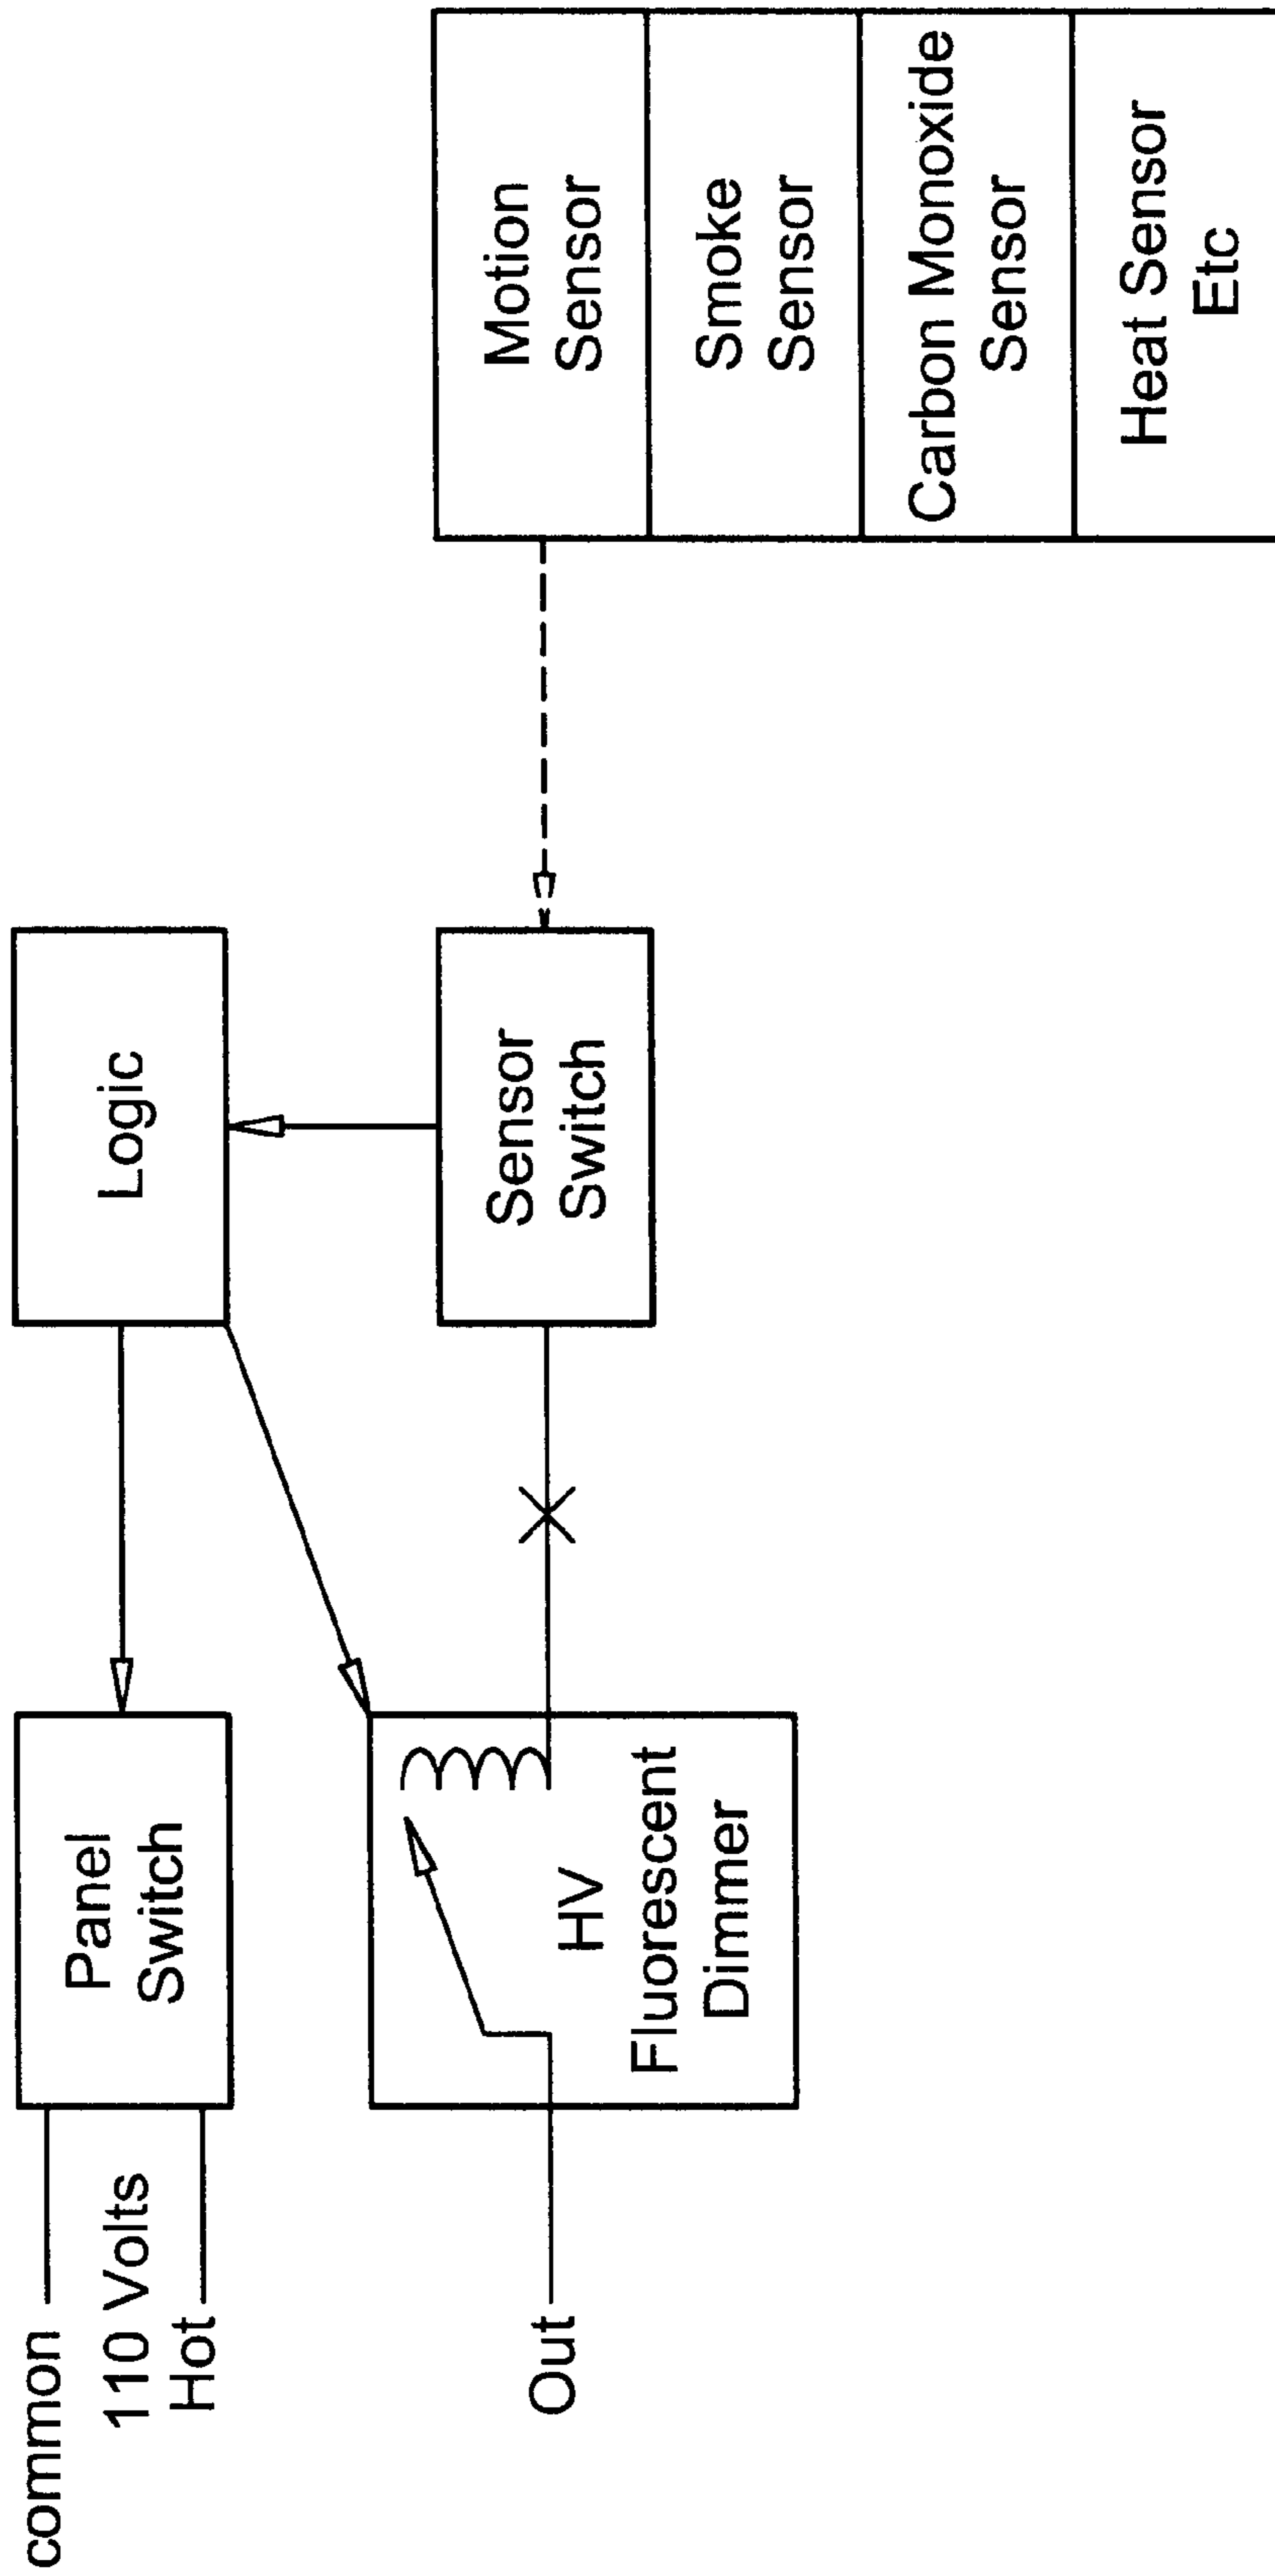 common
110 Volts
Hot
Panel
Switch
Logic
Out
HV
Fluorescent
Dimmer
Sensor
Switch
Motion
Sensor
Smoke
Sensor
Carbon Monoxide
Sensor
Heat Sensor
Etc